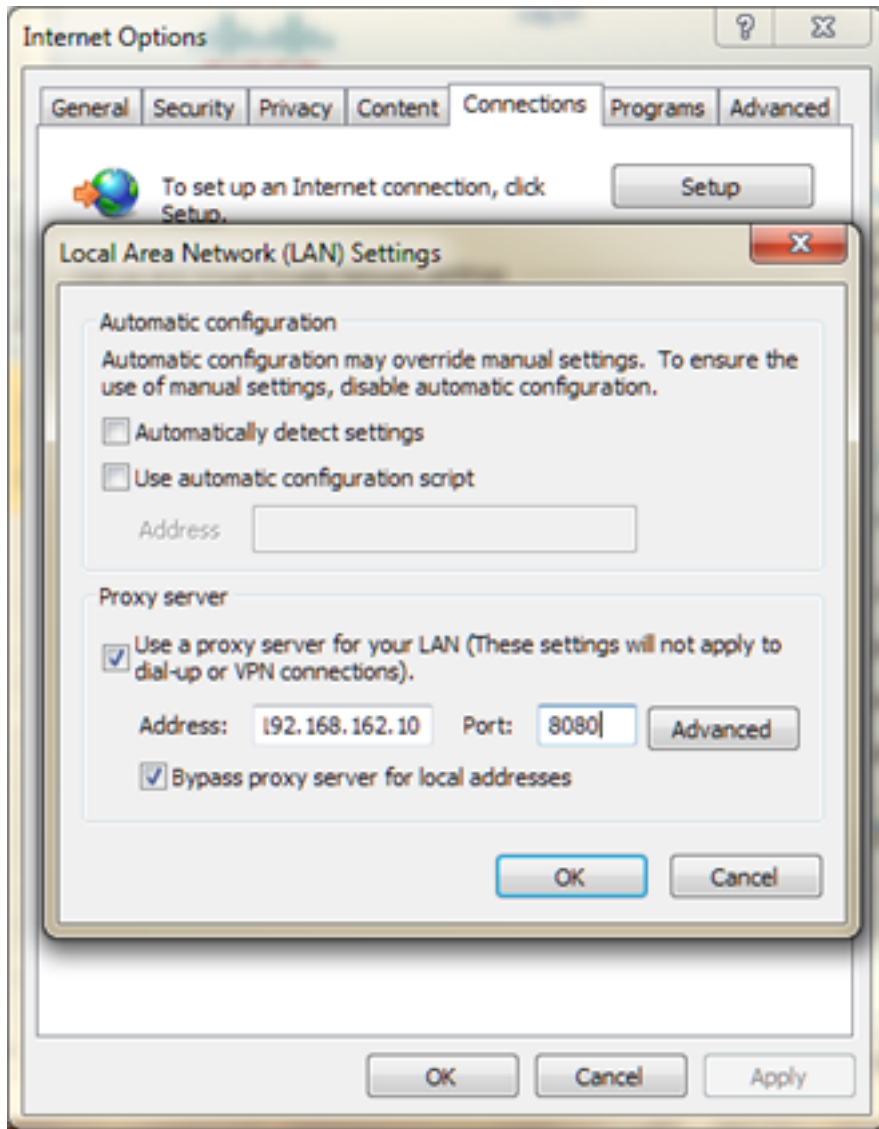 Internet Options
General Security Privacy Content Connections Programs Advanced
To set up an Internet connection, click
Setup.
Setup
Local Area Network (LAN) Settings
Automatic configuration
Automatic configuration may override manual settings. To ensure the
use of manual settings, disable automatic configuration.
Automatically detect settings
Use automatic configuration script
Address
Proxy server
Use a proxy server for your LAN (These settings will not apply to
dial-up or VPN connections).
Address: 192.168.162.10 Port: 8080 Advanced
Bypass proxy server for local addresses
OK Cancel
OK Cancel Apply